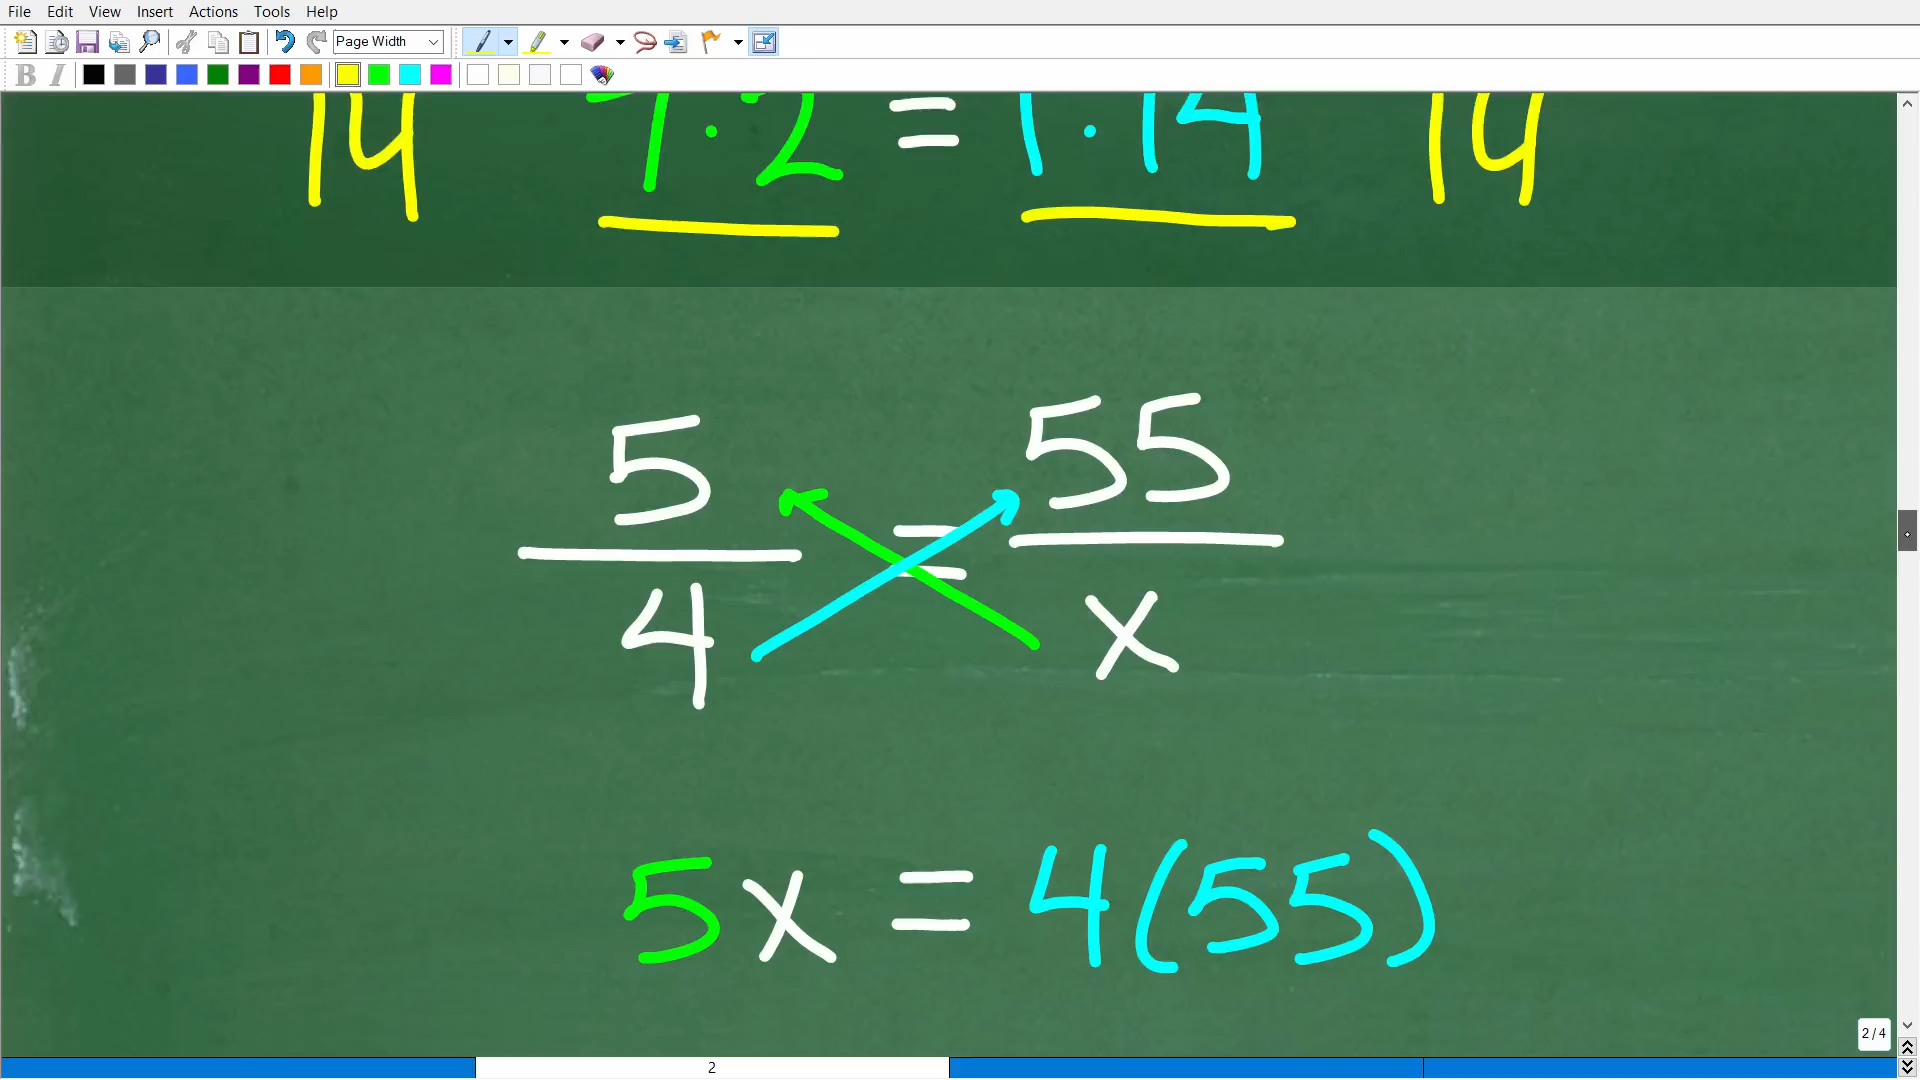 File Edit View Insert Actions Tools Help
Page Width
B I
14 7·2 = 1·14 14
5 = 55
4 x
5x = 4(55)
2 / 4
2